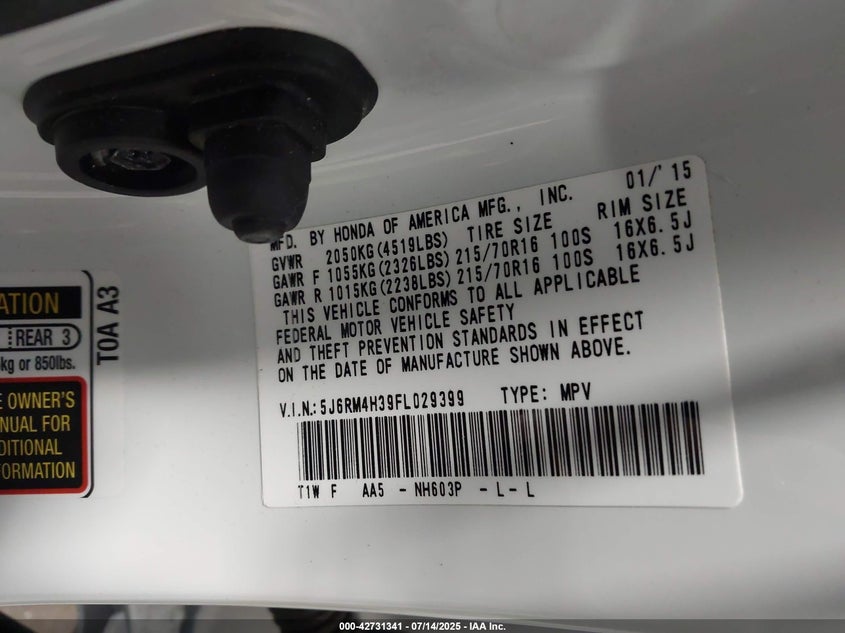 MFD. BY HONDA OF AMERICA MFG., INC. 01/'15
GVWR 2050KG(4519LBS) TIRE SIZE RIM SIZE
GAWR F 1055KG(2326LBS) 215/70R16 100S 16X6.5J
GAWR R 1015KG(2238LBS) 215/70R16 100S 16X6.5J
THIS VEHICLE CONFORMS TO ALL APPLICABLE
FEDERAL MOTOR VEHICLE SAFETY
AND THEFT PREVENTION STANDARDS IN EFFECT
ON THE DATE OF MANUFACTURE SHOWN ABOVE.
V.I.N.:5J6RM4H39FL029399 TYPE: MPV
T1W F AA5 - NH603P - L - L
ATION
REAR 3
kg or 850lbs.
E OWNER'S
NUAL FOR
DITIONAL
FORMATION
T0A A3
000-42731341 / 07/14/2025 - IAA Inc.